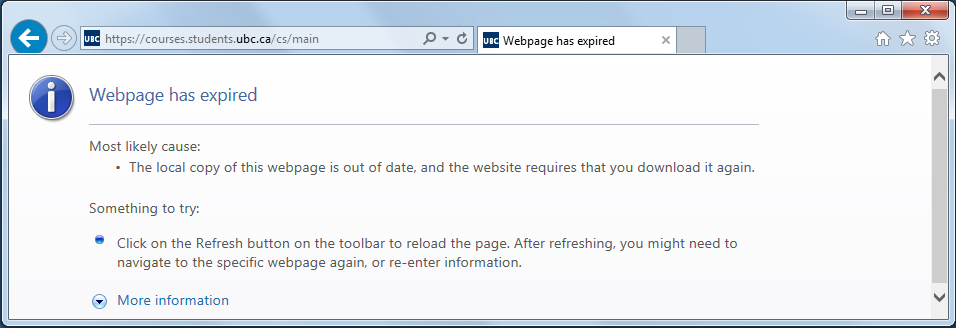 UBC https://courses.students.ubc.ca/cs/main
UBC Webpage has expired
Webpage has expired
Most likely cause:
• The local copy of this webpage is out of date, and the website requires that you download it again.
Something to try:
Click on the Refresh button on the toolbar to reload the page. After refreshing, you might need to
navigate to the specific webpage again, or re-enter information.
More information